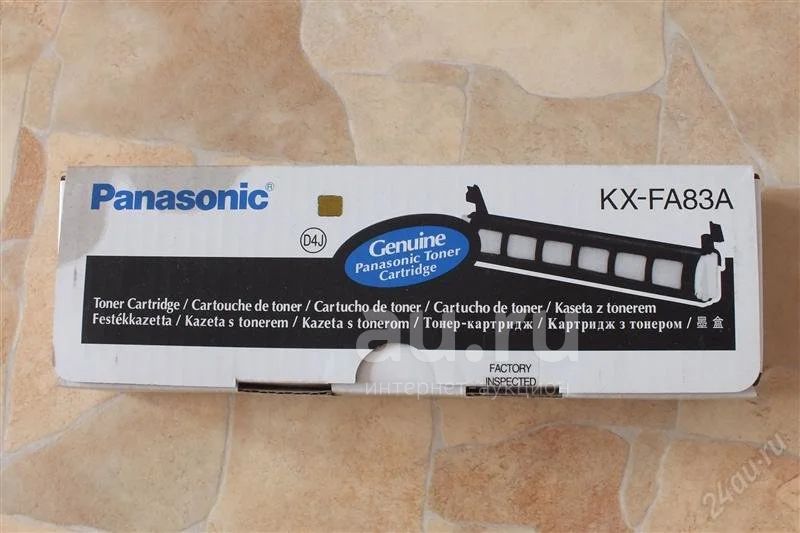 Panasonic®
KX-FA83A
D4J
Genuine
Panasonic Toner
Cartridge
Toner Cartridge / Cartouche de toner / Cartucho de toner / Cartucho do toner / Kaseta z tonerem
Festékkazetta / Kazeta s tonerem / Kazeta s tonerom / Тонер-картридж / Картридж з тонером / 墨盒
au.ru
интернет-аукцион
FACTORY
INSPECTED
24au.ru